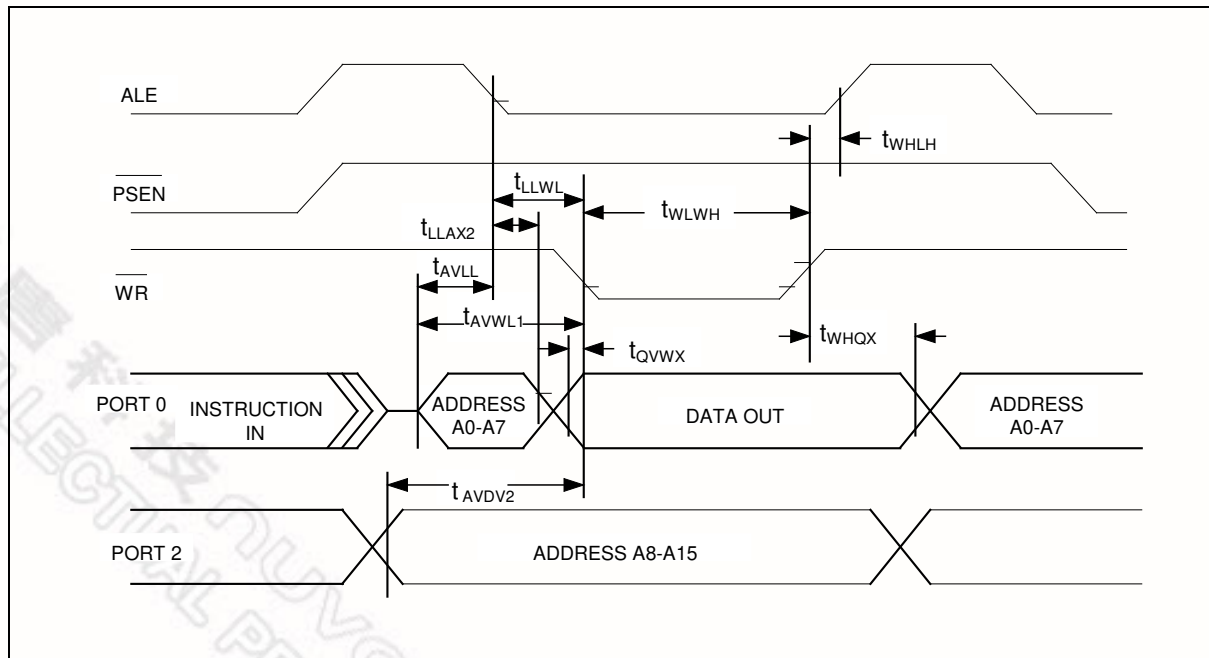 ALE
tWHLH
PSEN
tLLWL
tWLWH
tLLAX2
WR
tAVLL
tAVWL1
tWHQX
tQVWX
PORT 0
INSTRUCTION
IN
ADDRESS
A0-A7
DATA OUT
ADDRESS
A0-A7
tAVDV2
PORT 2
ADDRESS A8-A15